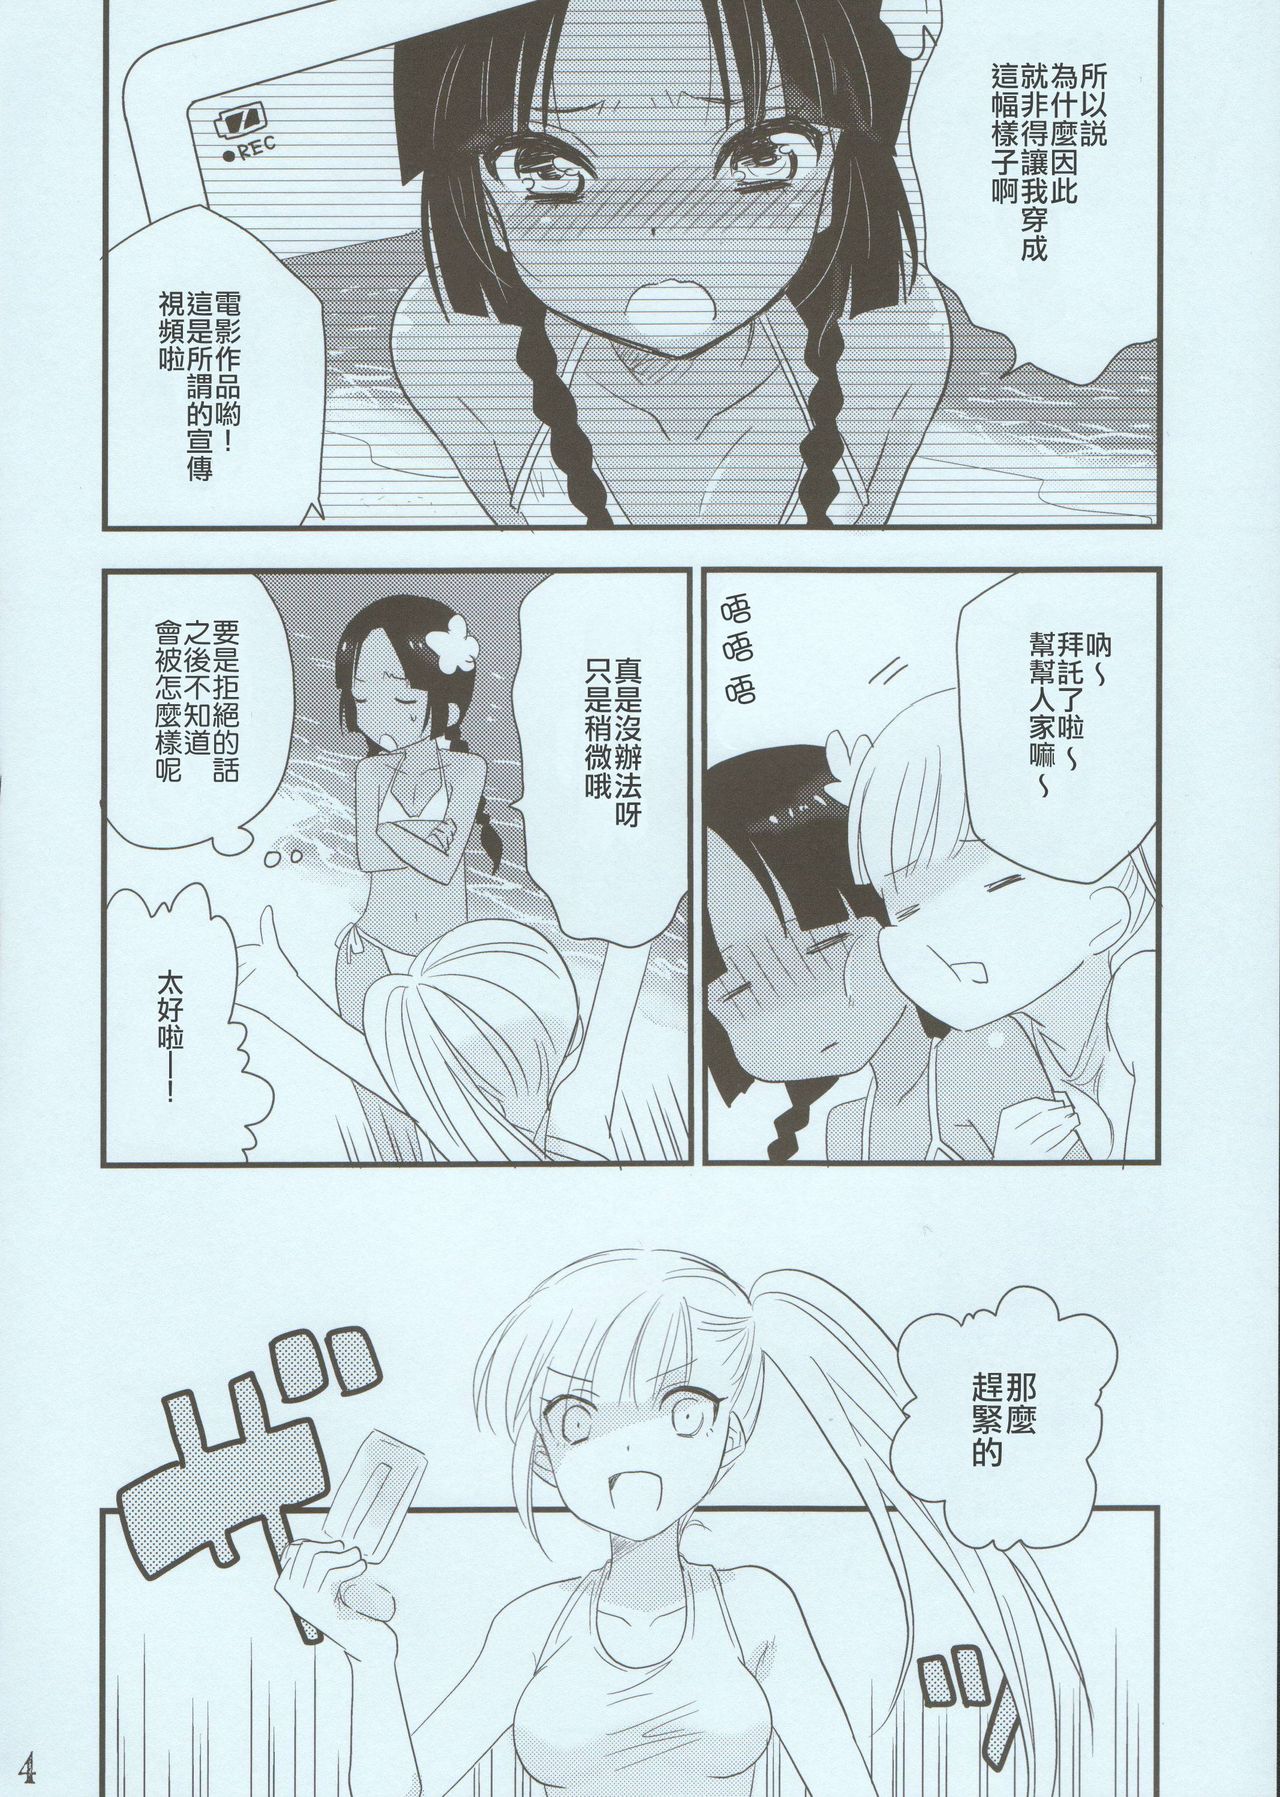 所以説
為什麼因此
就非得讓我穿成
這幅樣子啊
●REC
電影作品喲！
這是所謂的宣傳
視頻啦
吶～
拜託了啦～
幫幫人家嘛～
唔
唔
唔
真是沒辦法呀
只是稍微哦
要是拒絕的話
之後不知道
會被怎麼樣呢
太好啦ー！
那麼
趕緊的
4